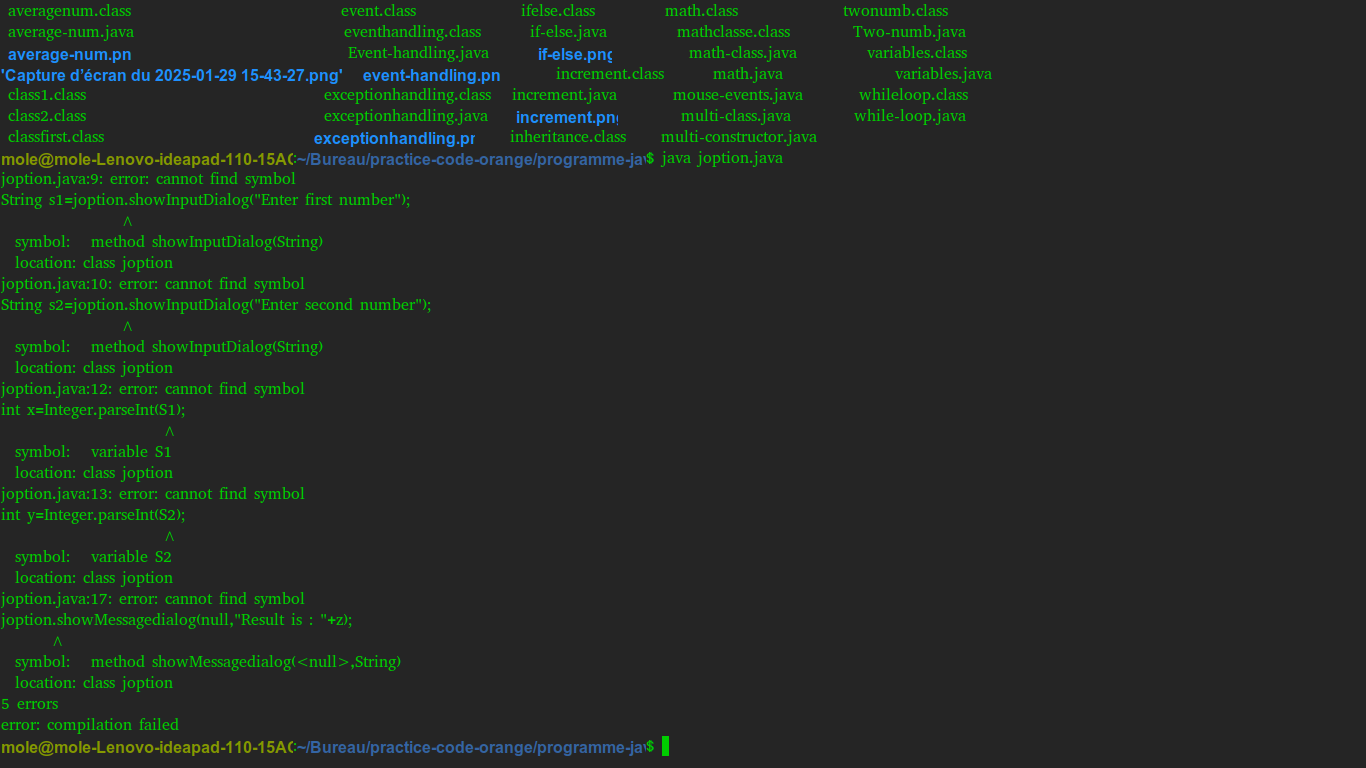 averagenum.class event.class ifelse.class math.class twonumb.class
average-num.java eventhandling.class if-else.java mathclasse.class Two-numb.java
average-num.pn Event-handling.java if-else.png math-class.java variables.class
'Capture d’écran du 2025-01-29 15-43-27.png' event-handling.pn increment.class math.java variables.java
class1.class exceptionhandling.class increment.java mouse-events.java whileloop.class
class2.class exceptionhandling.java increment.png multi-class.java while-loop.java
classfirst.class exceptionhandling.pr inheritance.class multi-constructor.java
mole@mole-Lenovo-ideapad-110-15AC:~/Bureau/practice-code-orange/programme-jav$ java joption.java
joption.java:9: error: cannot find symbol
String s1=joption.showInputDialog("Enter first number");
^
symbol: method showInputDialog(String)
location: class joption
joption.java:10: error: cannot find symbol
String s2=joption.showInputDialog("Enter second number");
^
symbol: method showInputDialog(String)
location: class joption
joption.java:12: error: cannot find symbol
int x=Integer.parseInt(S1);
^
symbol: variable S1
location: class joption
joption.java:13: error: cannot find symbol
int y=Integer.parseInt(S2);
^
symbol: variable S2
location: class joption
joption.java:17: error: cannot find symbol
joption.showMessagedialog(null,"Result is : "+z);
^
symbol: method showMessagedialog(<null>,String)
location: class joption
5 errors
error: compilation failed
mole@mole-Lenovo-ideapad-110-15AC:~/Bureau/practice-code-orange/programme-jav$